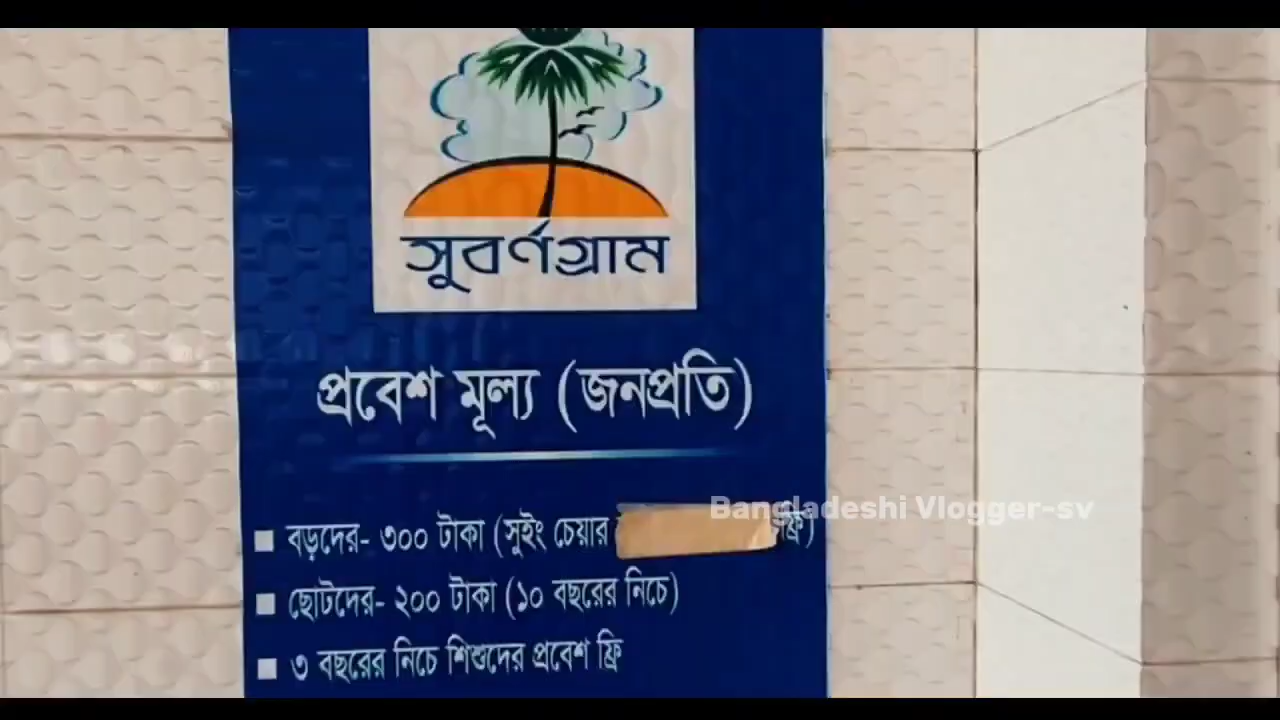 সুবর্ণগ্রাম
প্রবেশ মূল্য (জনপ্রতি)
বড়দের- ৩০০ টাকা (সুইং চেয়ার ফ্রি)
Bangladeshi Vlogger-sv
ছোটদের- ২০০ টাকা (১০ বছরের নিচে)
৩ বছরের নিচে শিশুদের প্রবেশ ফ্রি